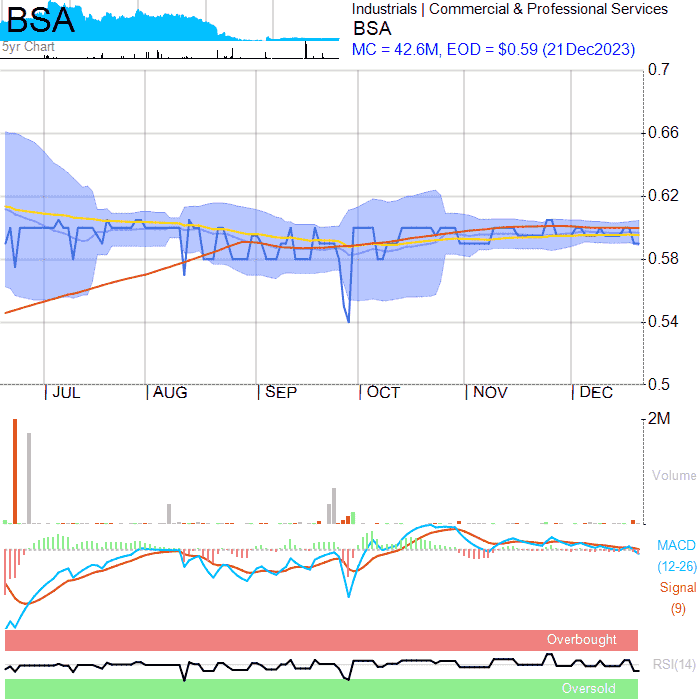 BSA
5yr Chart
Industrials | Commercial & Professional Services
BSA
MC = 42.6M, EOD = $0.59 (21Dec2023)
0.7
0.66
0.62
0.58
0.54
0.5
| JUL | AUG | SEP | OCT | NOV | DEC
2M
Volume
MACD
(12-26)
Signal
(9)
Overbought
RSI(14)
Oversold